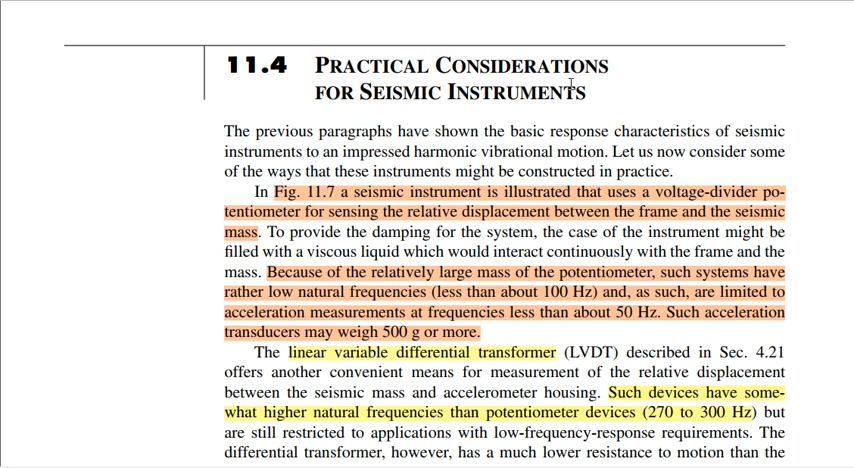 11.4 PRACTICAL CONSIDERATIONS
FOR SEISMIC INSTRUMENTS
The previous paragraphs have shown the basic response characteristics of seismic
instruments to an impressed harmonic vibrational motion. Let us now consider some
of the ways that these instruments might be constructed in practice.
In Fig. 11.7 a seismic instrument is illustrated that uses a voltage-divider po-
tentiometer for sensing the relative displacement between the frame and the seismic
mass. To provide the damping for the system, the case of the instrument might be
filled with a viscous liquid which would interact continuously with the frame and the
mass. Because of the relatively large mass of the potentiometer, such systems have
rather low natural frequencies (less than about 100 Hz) and, as such, are limited to
acceleration measurements at frequencies less than about 50 Hz. Such acceleration
transducers may weigh 500 g or more.
The linear variable differential transformer (LVDT) described in Sec. 4.21
offers another convenient means for measurement of the relative displacement
between the seismic mass and accelerometer housing. Such devices have some-
what higher natural frequencies than potentiometer devices (270 to 300 Hz) but
are still restricted to applications with low-frequency-response requirements. The
differential transformer, however, has a much lower resistance to motion than the